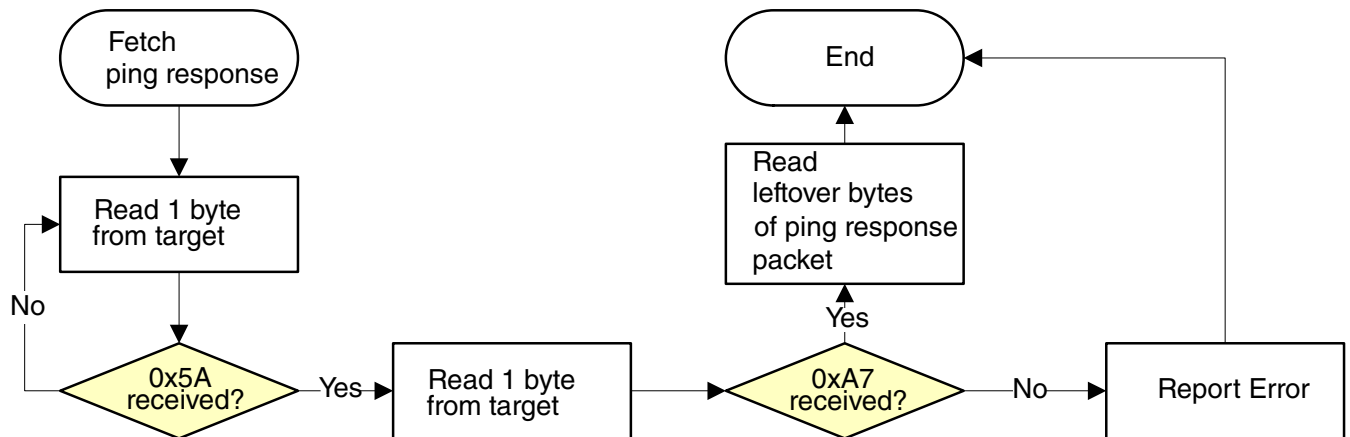 Fetch
ping response
End
Read
leftover bytes
of ping response
packet
Read 1 byte
from target
No
Yes
0x5A
received?
Yes
Read 1 byte
from target
0xA7
received?
No
Report Error